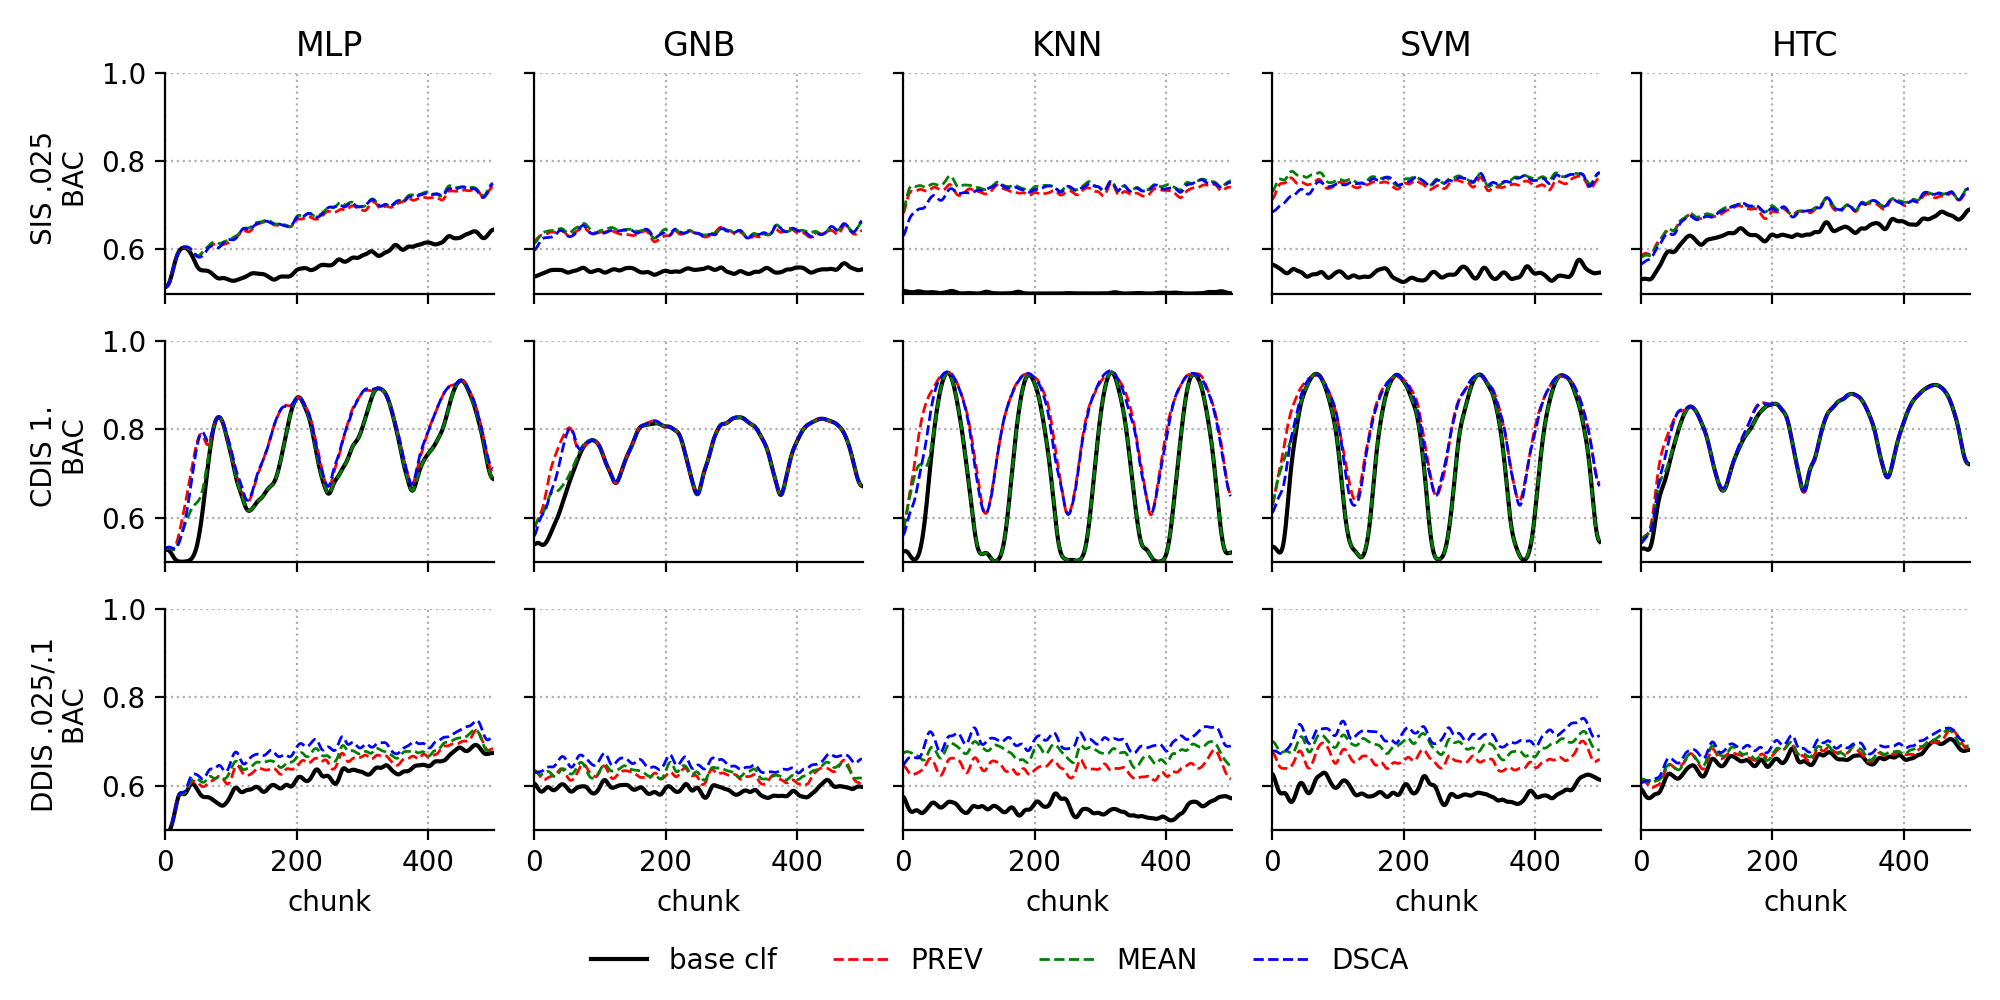 MLP GNB KNN SVM HTC
SIS .025
BAC
1.0
0.8
0.6
CDIS 1.
BAC
1.0
0.8
0.6
DDIS .025/.1
BAC
1.0
0.8
0.6
0 200 400 0 200 400 0 200 400 0 200 400 0 200 400
chunk chunk chunk chunk chunk
base clf PREV MEAN DSCA